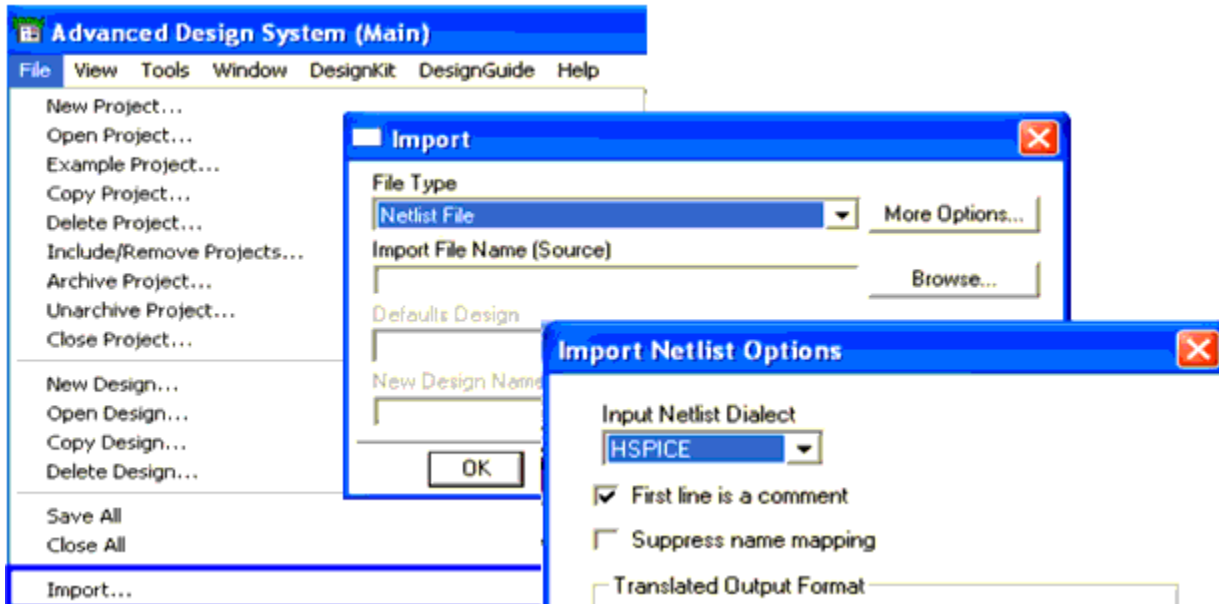 Advanced Design System (Main)
File View Tools Window DesignKit DesignGuide Help
New Project...
Open Project...
Example Project...
Copy Project...
Delete Project...
Include/Remove Projects...
Archive Project...
Unarchive Project...
Close Project...
New Design...
Open Design...
Copy Design...
Delete Design...
Save All
Close All
Import...
Import
File Type
Netlist File
More Options...
Import File Name (Source)
Browse...
Defaults Design
New Design Name
OK
Import Netlist Options
Input Netlist Dialect
HSPICE
First line is a comment
Suppress name mapping
Translated Output Format